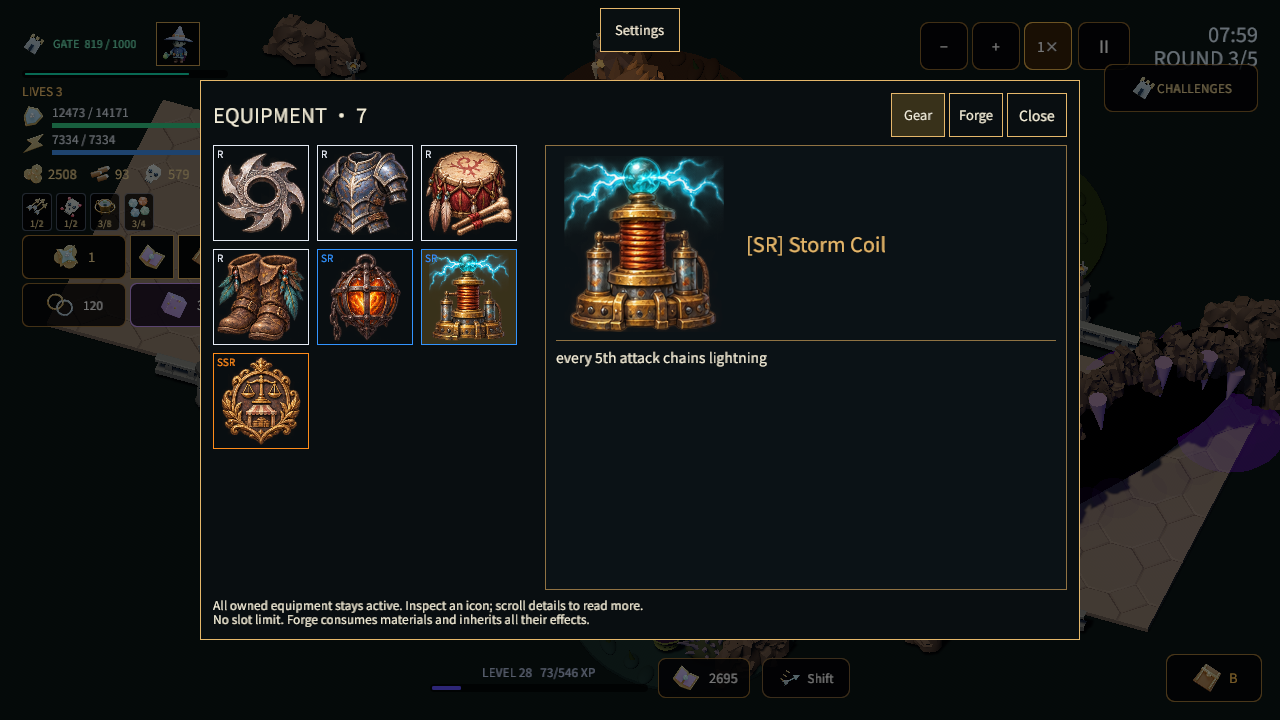 Settings
GATE 819 / 1000
07:59
ROUND 3/5
− + 1× II
CHALLENGES
LIVES 3
12473 / 14171
7334 / 7334
2508 93 579
1/2 1/2 3/8 3/4
1
120
EQUIPMENT • 7
Gear Forge Close
R R R
R SR SR
SSR
[SR] Storm Coil
every 5th attack chains lightning
All owned equipment stays active. Inspect an icon; scroll details to read more.
No slot limit. Forge consumes materials and inherits all their effects.
LEVEL 28 73/546 XP
2695
Shift
B